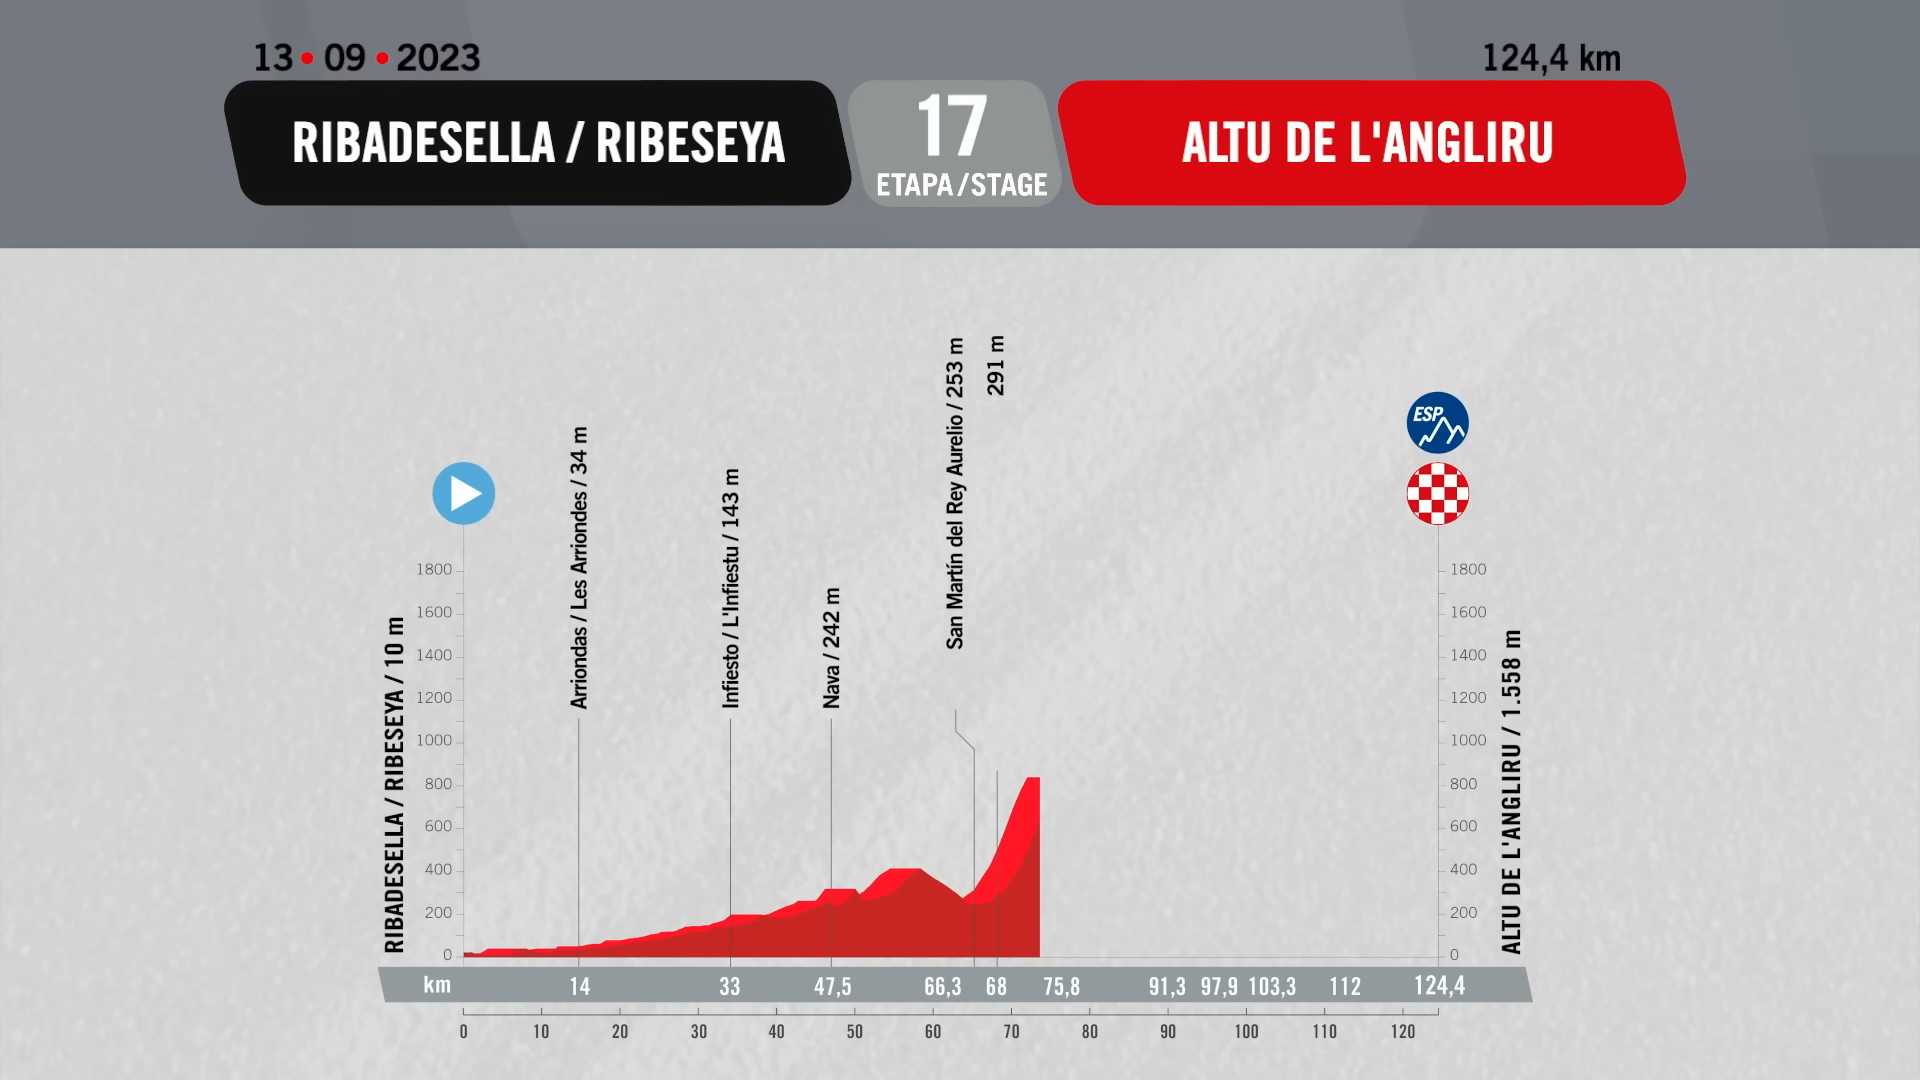 13 • 09 • 2023
124,4 km
RIBADESELLA / RIBESEYA
17
ETAPA / STAGE
ALTU DE L'ANGLIRU
ESP
RIBADESELLA / RIBESEYA / 10 m
Arriondas / Les Arriondes / 34 m
Infiesto / L'Infiestu / 143 m
Nava / 242 m
San Martín del Rey Aurelio / 253 m
291 m
ALTU DE L'ANGLIRU / 1.558 m
1800 1800
1600 1600
1400 1400
1200 1200
1000 1000
800 800
600 600
400 400
200 200
0 0
km 14 33 47,5 66,3 68 75,8 91,3 97,9 103,3 112 124,4
0 10 20 30 40 50 60 70 80 90 100 110 120